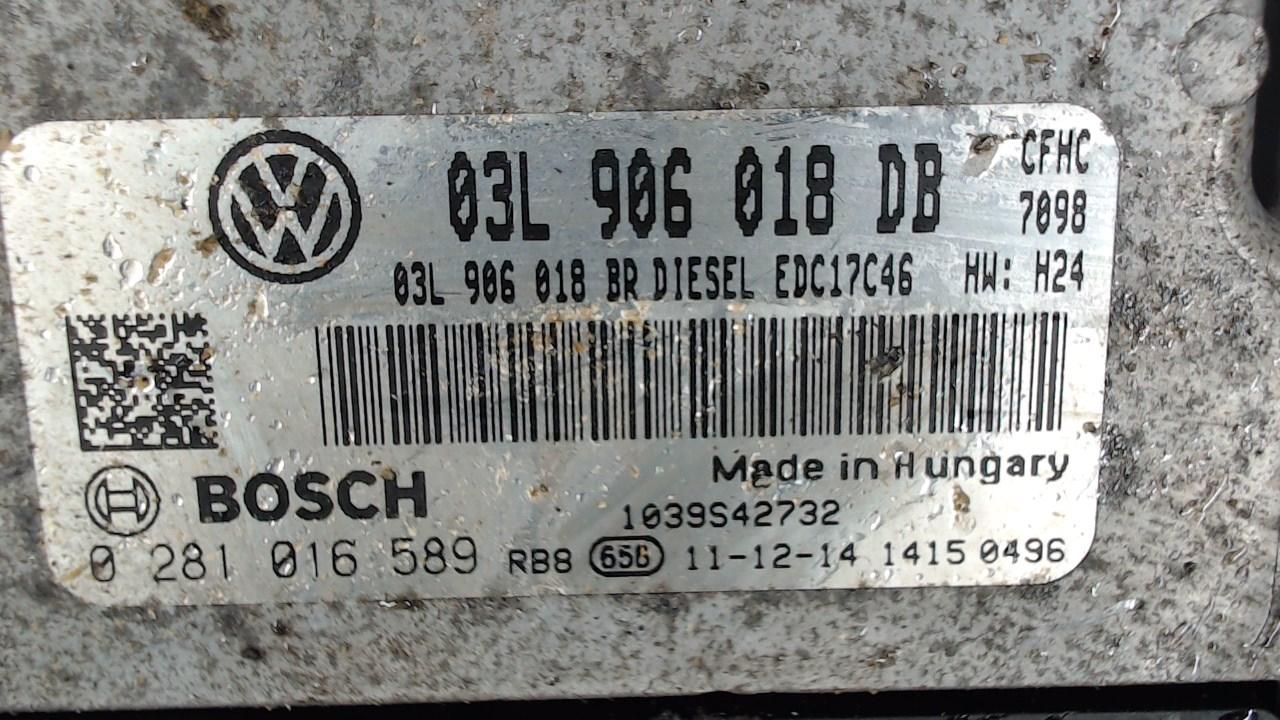 03L 906 018 DB CFHC
7098
03L 906 018 BR DIESEL EDC17C46 HW: H24
Made in Hungary
BOSCH
1039S42732
0 281 016 589 RB8 656 11-12-14 1415 0496